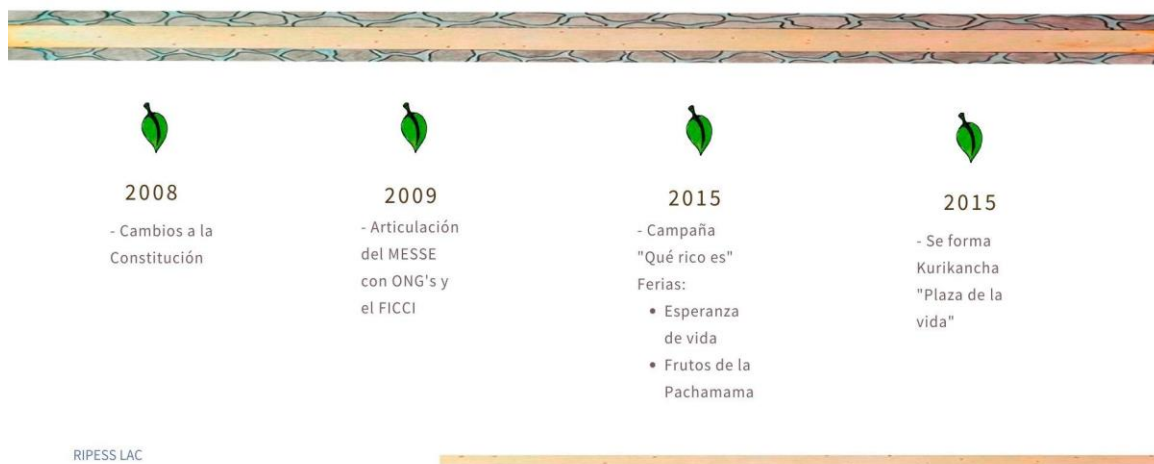 2008
- Cambios a la
Constitución
2009
- Articulación
del MESSE
con ONG's y
el FICCI
2015
- Campaña
"Qué rico es"
Ferias:
• Esperanza
de vida
• Frutos de la
Pachamama
2015
- Se forma
Kurikancha
"Plaza de la
vida"
RIPESS LAC